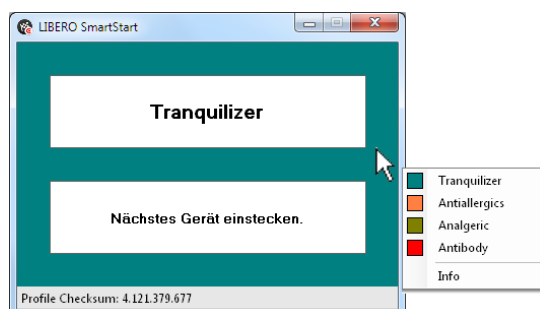 LIBERO SmartStart
Tranquilizer
Nächstes Gerät einstecken.
Profile Checksum: 4.121.379.677
Tranquilizer
Antiallergics
Analgeric
Antibody
Info